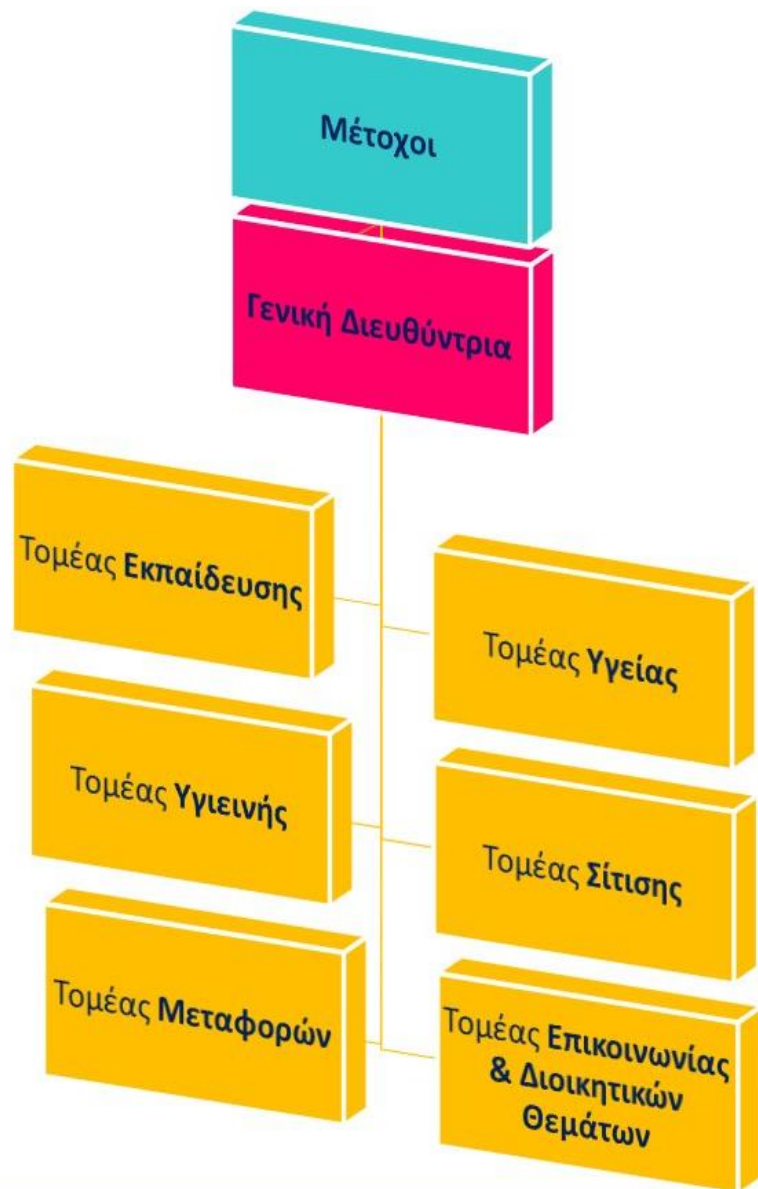 Μέτοχοι
Γενική Διευθύντρια
Τομέας Εκπαίδευσης
Τομέας Υγείας
Τομέας Υγιεινής
Τομέας Σίτισης
Τομέας Μεταφορών
Τομέας Επικοινωνίας
& Διοικητικών
Θεμάτων